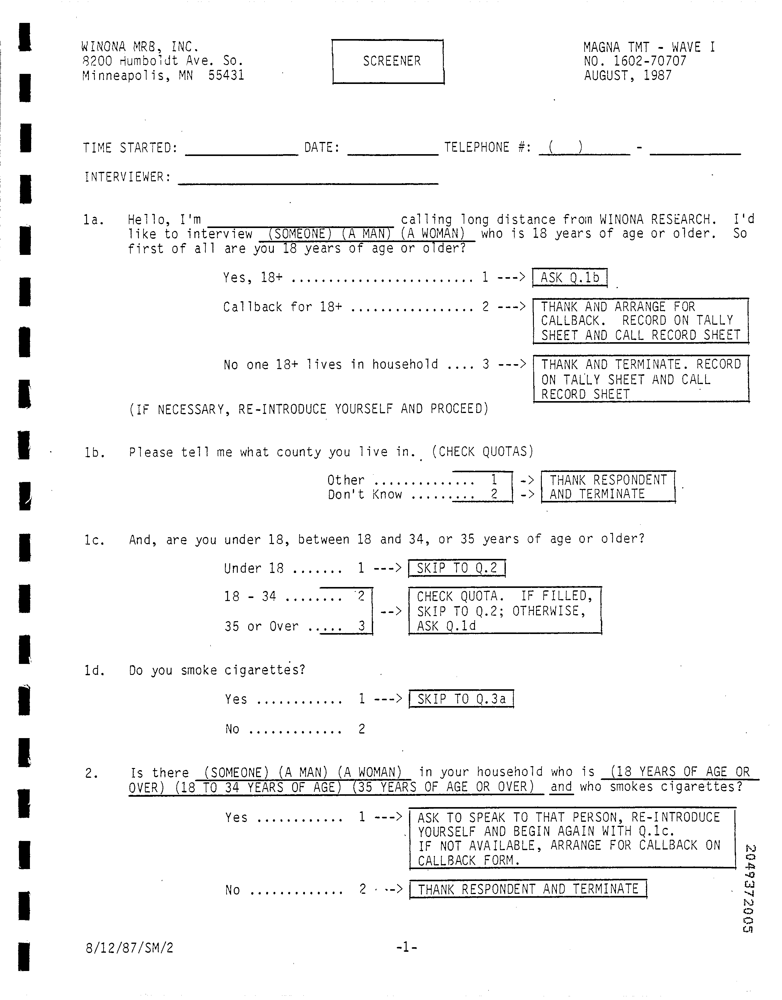 WINONA MRB, INC.
8200 Humboldt Ave. So.
Minneapolis, MN 55431
SCREENER
MAGNA TMT - WAVE I
NO. 1602-70707
AUGUST, 1987
TIME STARTED: ____________ DATE: __________ TELEPHONE #: ( ) ______ - __________
INTERVIEWER: ____________________________
1a. Hello, I'm ____________________ calling long distance from WINONA RESEARCH. I'd
like to interview (SOMEONE) (A MAN) (A WOMAN) who is 18 years of age or older. So
first of all are you 18 years of age or older?
Yes, 18+ ......................... 1 ---> ASK Q.1b
Callback for 18+ ................. 2 ---> THANK AND ARRANGE FOR
CALLBACK. RECORD ON TALLY
SHEET AND CALL RECORD SHEET
No one 18+ lives in household .... 3 ---> THANK AND TERMINATE. RECORD
ON TALLY SHEET AND CALL
RECORD SHEET
(IF NECESSARY, RE-INTRODUCE YOURSELF AND PROCEED)
1b. Please tell me what county you live in. (CHECK QUOTAS)
Other .............. 1 -> THANK RESPONDENT
Don't Know ......... 2 -> AND TERMINATE
1c. And, are you under 18, between 18 and 34, or 35 years of age or older?
Under 18 ....... 1 ---> SKIP TO Q.2
18 - 34 ........ 2
-->
35 or Over ..... 3
CHECK QUOTA. IF FILLED,
SKIP TO Q.2; OTHERWISE,
ASK Q.1d
1d. Do you smoke cigarettes?
Yes ............ 1 ---> SKIP TO Q.3a
No ............. 2
2. Is there (SOMEONE) (A MAN) (A WOMAN) in your household who is (18 YEARS OF AGE OR
OVER) (18 TO 34 YEARS OF AGE) (35 YEARS OF AGE OR OVER) and who smokes cigarettes?
Yes ............ 1 ---> ASK TO SPEAK TO THAT PERSON, RE-INTRODUCE
YOURSELF AND BEGIN AGAIN WITH Q.1c.
IF NOT AVAILABLE, ARRANGE FOR CALLBACK ON
CALLBACK FORM.
No ............. 2 ---> THANK RESPONDENT AND TERMINATE
2049372005
8/12/87/SM/2
-1-